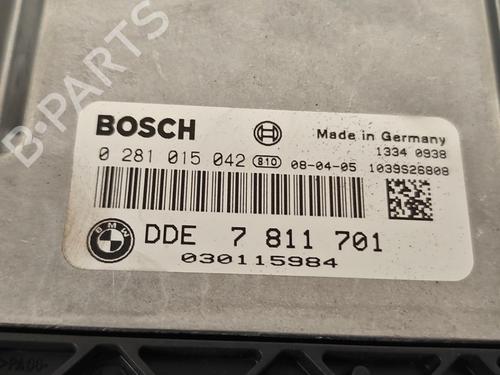 B-PARTS
BOSCH
Made in Germany
0 281 015 042 810 08-04-05
1334 0938
1039S26808
BMW
DDE 7 811 701
030115984